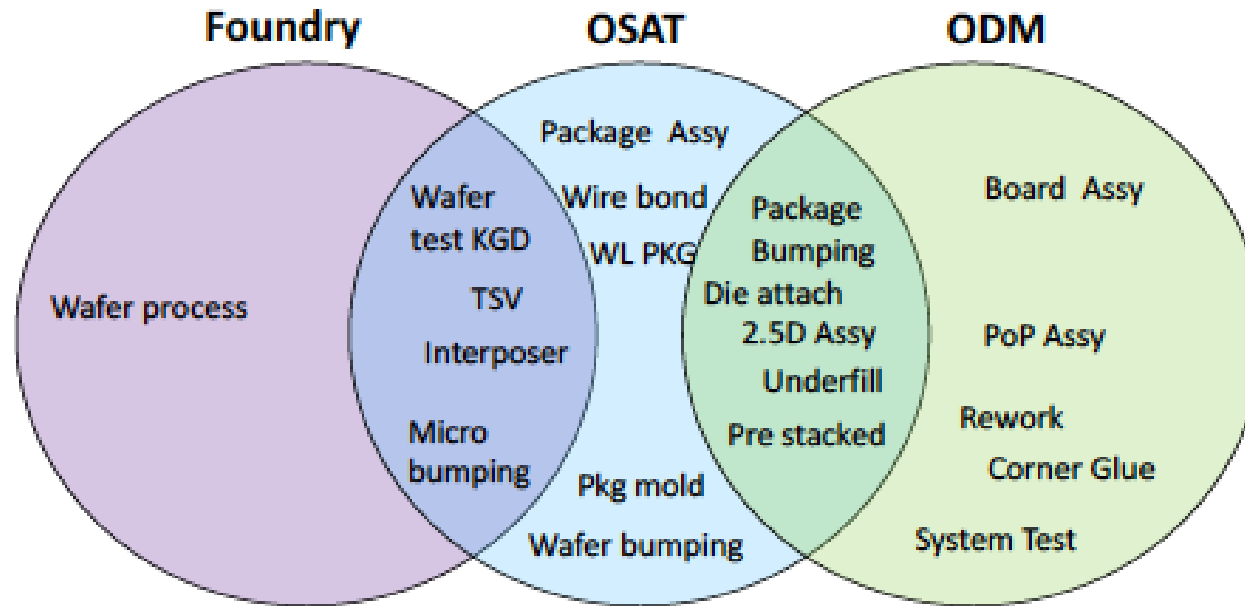 Foundry
OSAT
ODM
Wafer process
Wafer
test KGD
TSV
Interposer
Micro
bumping
Package Assy
Wire bond
WL PKG
Pkg mold
Wafer bumping
Package
Bumping
Die attach
2.5D Assy
Underfill
Pre stacked
Board Assy
PoP Assy
Rework
Corner Glue
System Test